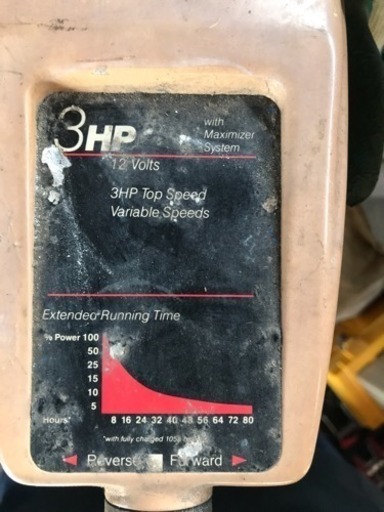 3HP
with
Maximizer
System
12 Volts
3HP Top Speed
Variable Speeds
Extended Running Time
% Power 100
50
25
15
10
5
Hours* 8 16 24 32 40 48 56 64 72 80
*with fully charged 105
Reverse Forward